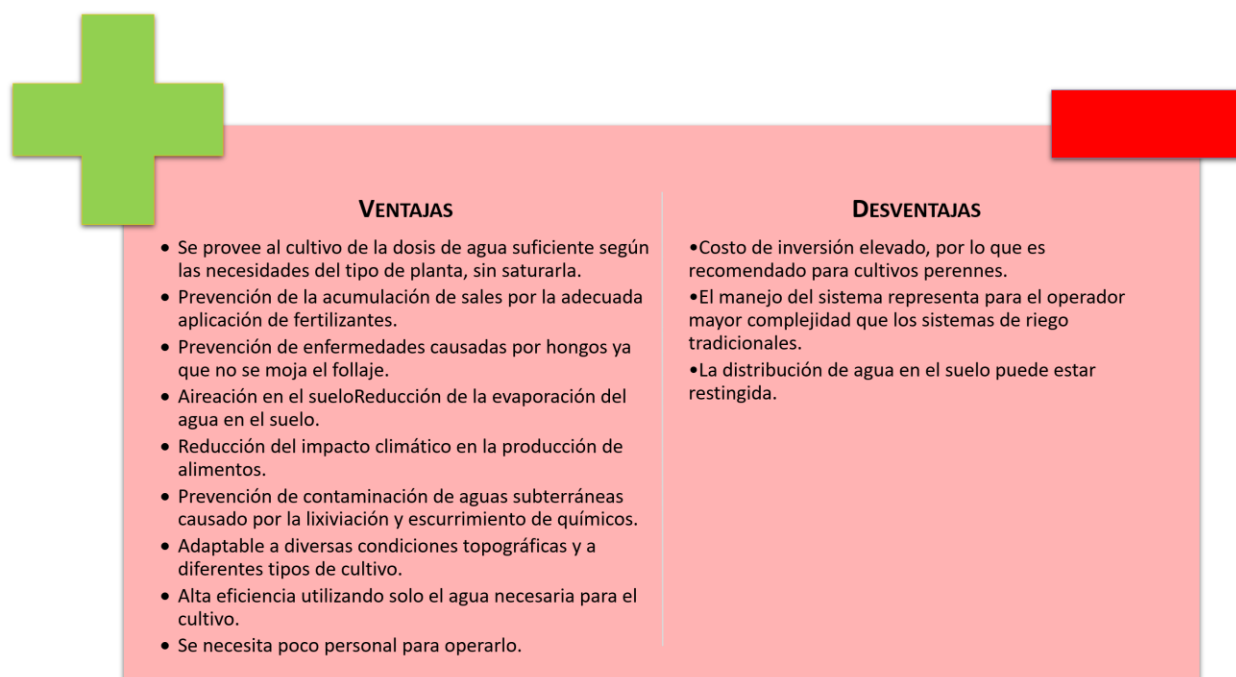 VENTAJAS
• Se provee al cultivo de la dosis de agua suficiente según
las necesidades del tipo de planta, sin saturarla.
• Prevención de la acumulación de sales por la adecuada
aplicación de fertilizantes.
• Prevención de enfermedades causadas por hongos ya
que no se moja el follaje.
• Aireación en el sueloReducción de la evaporación del
agua en el suelo.
• Reducción del impacto climático en la producción de
alimentos.
• Prevención de contaminación de aguas subterráneas
causado por la lixiviación y escurrimiento de químicos.
• Adaptable a diversas condiciones topográficas y a
diferentes tipos de cultivo.
• Alta eficiencia utilizando solo el agua necesaria para el
cultivo.
• Se necesita poco personal para operarlo.
DESVENTAJAS
•Costo de inversión elevado, por lo que es
recomendado para cultivos perennes.
•El manejo del sistema representa para el operador
mayor complejidad que los sistemas de riego
tradicionales.
•La distribución de agua en el suelo puede estar
restingida.